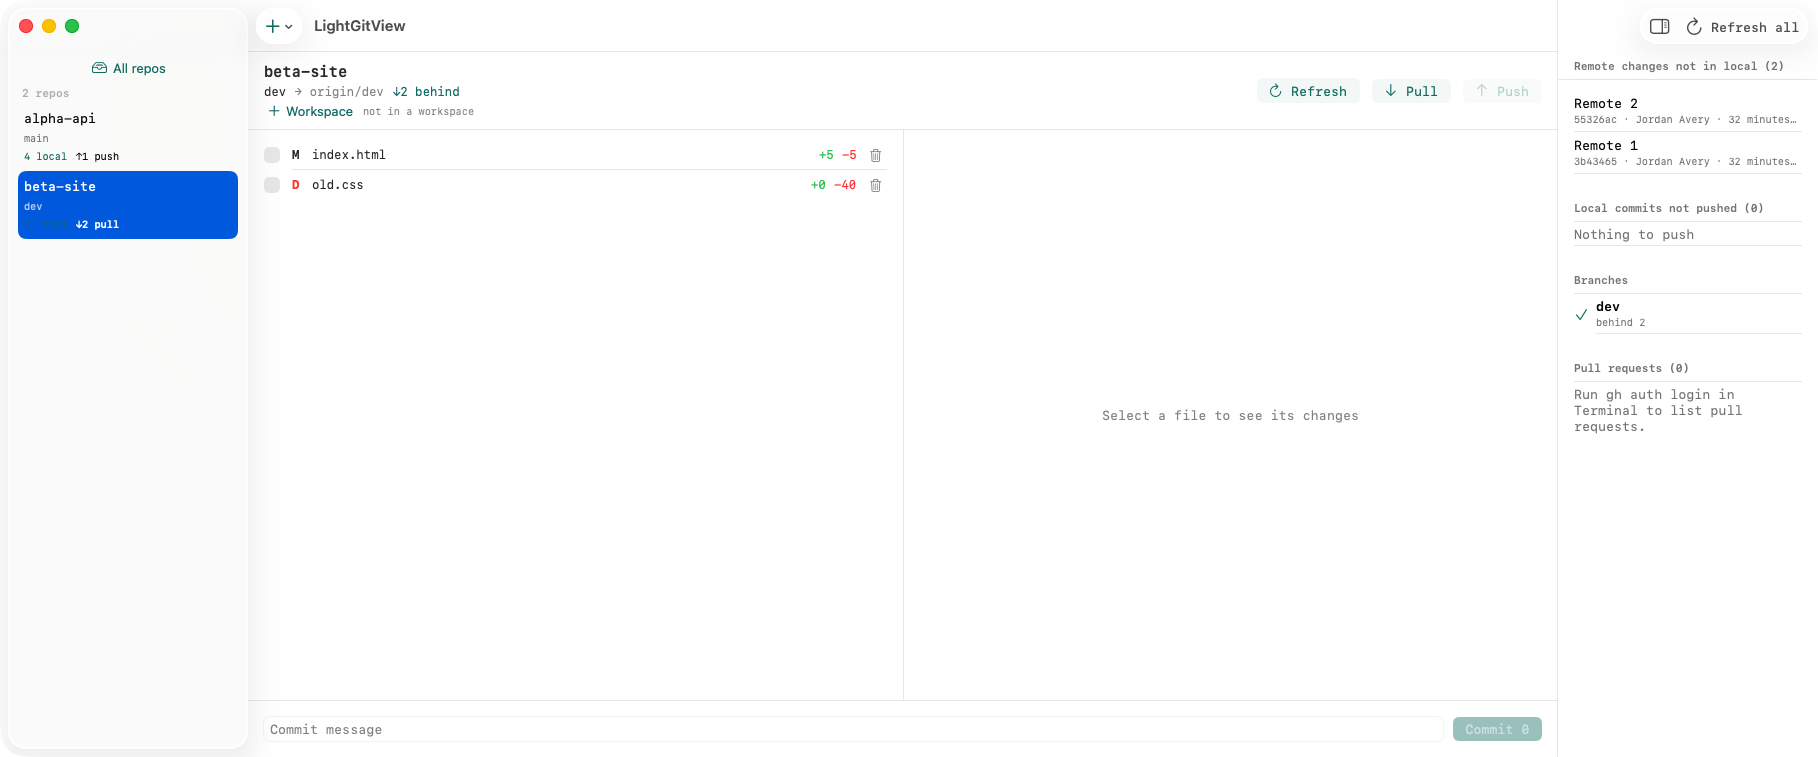 LightGitView
Refresh all
All repos
2 repos
alpha-api
main
4 local ↑1 push
beta-site
dev
↓2 pull
beta-site
dev → origin/dev ↓2 behind
+ Workspace not in a workspace
Refresh
Pull
Push
M index.html +5 -5
D old.css +0 -40
Select a file to see its changes
Commit message
Commit 0
Remote changes not in local (2)
Remote 2
55326ac · Jordan Avery · 32 minutes…
Remote 1
3b43465 · Jordan Avery · 32 minutes…
Local commits not pushed (0)
Nothing to push
Branches
dev
behind 2
Pull requests (0)
Run gh auth login in
Terminal to list pull
requests.